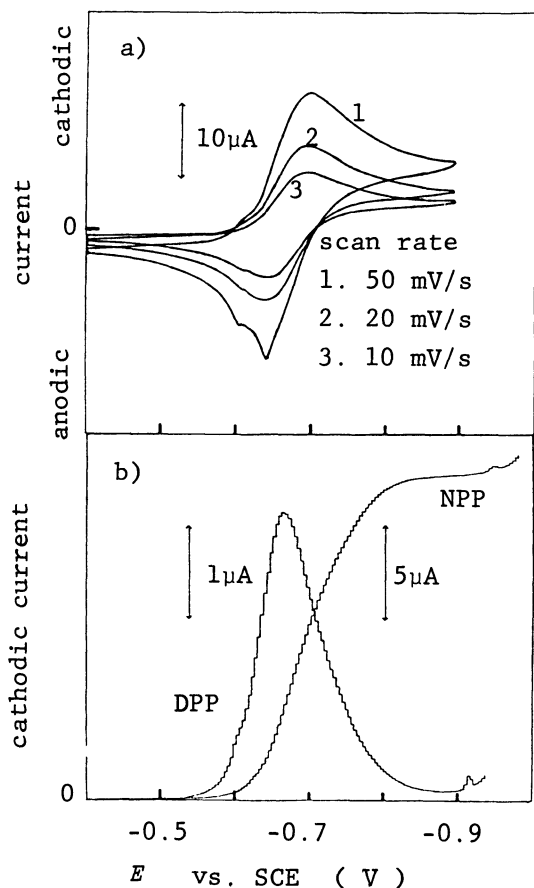 a)
cathodic
10μA
1
2
3
0
current
scan rate
1. 50 mV/s
2. 20 mV/s
3. 10 mV/s
anodic
b)
NPP
1μA
5μA
cathodic current
DPP
0
-0.5
-0.7
-0.9
E vs. SCE ( V )